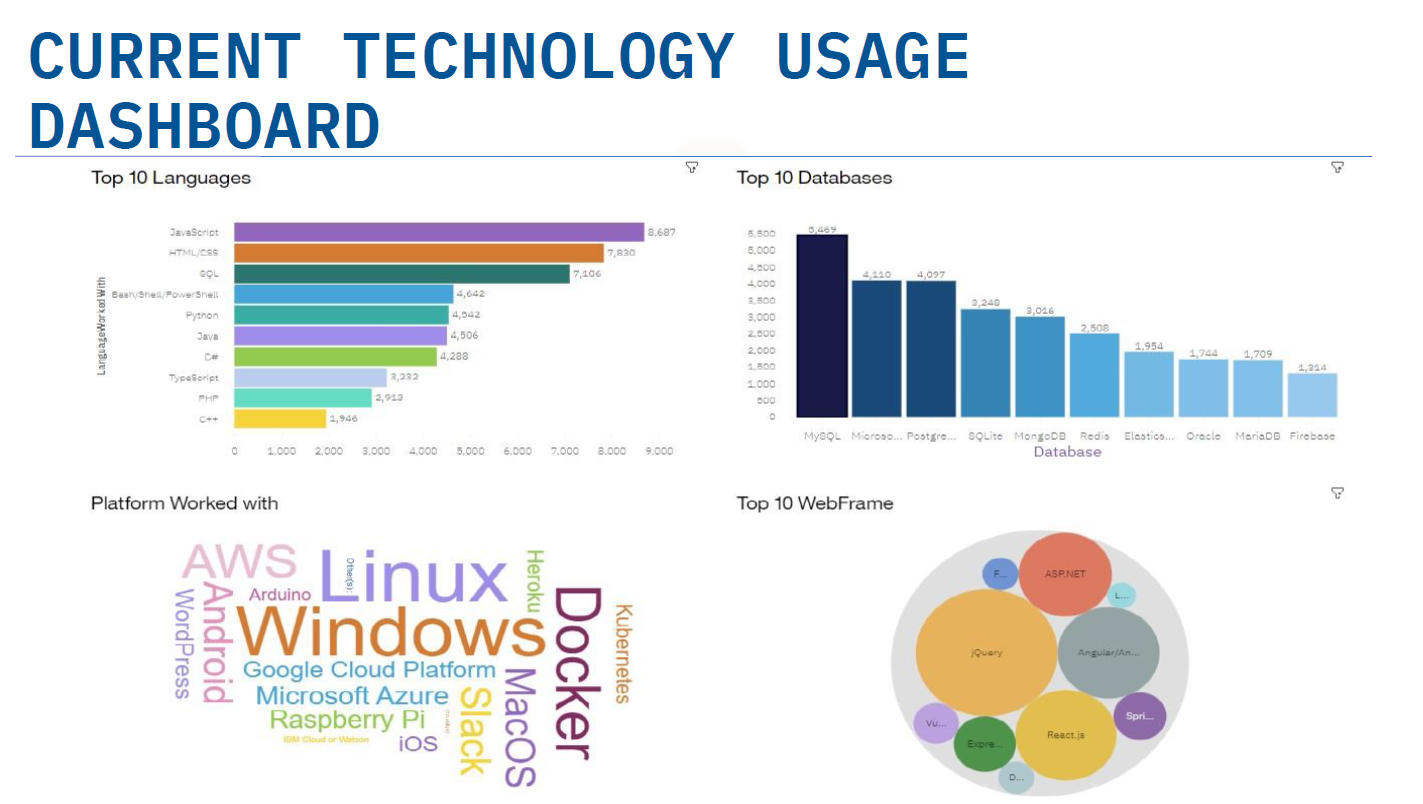 CURRENT TECHNOLOGY USAGE
DASHBOARD
Top 10 Languages
LanguageWorkedWith
JavaScript
8,687
HTML/CSS
7,830
SQL
7,106
Bash/Shell/PowerShell
4,642
Python
4,542
Java
4,506
C#
4,288
TypeScript
3,232
PHP
2,913
C++
1,946
0 1,000 2,000 3,000 4,000 5,000 6,000 7,000 8,000 9,000
Top 10 Databases
5,500
5,000
4,500
4,000
3,500
3,000
2,500
2,000
1,500
1,000
500
0
5,469
4,110
4,097
3,248
3,016
2,508
1,954
1,744
1,709
1,314
MySQL Microso... Postgre... SQLite MongoDB Redis Elastics... Oracle MariaDB Firebase
Database
Platform Worked with
AWS
Linux
Other(s):
Heroku
Arduino
WordPress
Android
Windows
Docker
Kubernetes
Google Cloud Platform
Microsoft Azure
Raspberry Pi
Slack
MacOS
IBM Cloud or Watson
iOS
Top 10 WebFrame
F...
ASP.NET
L...
jQuery
Angular/An...
Vu...
Expre...
React.js
Spri...
D...